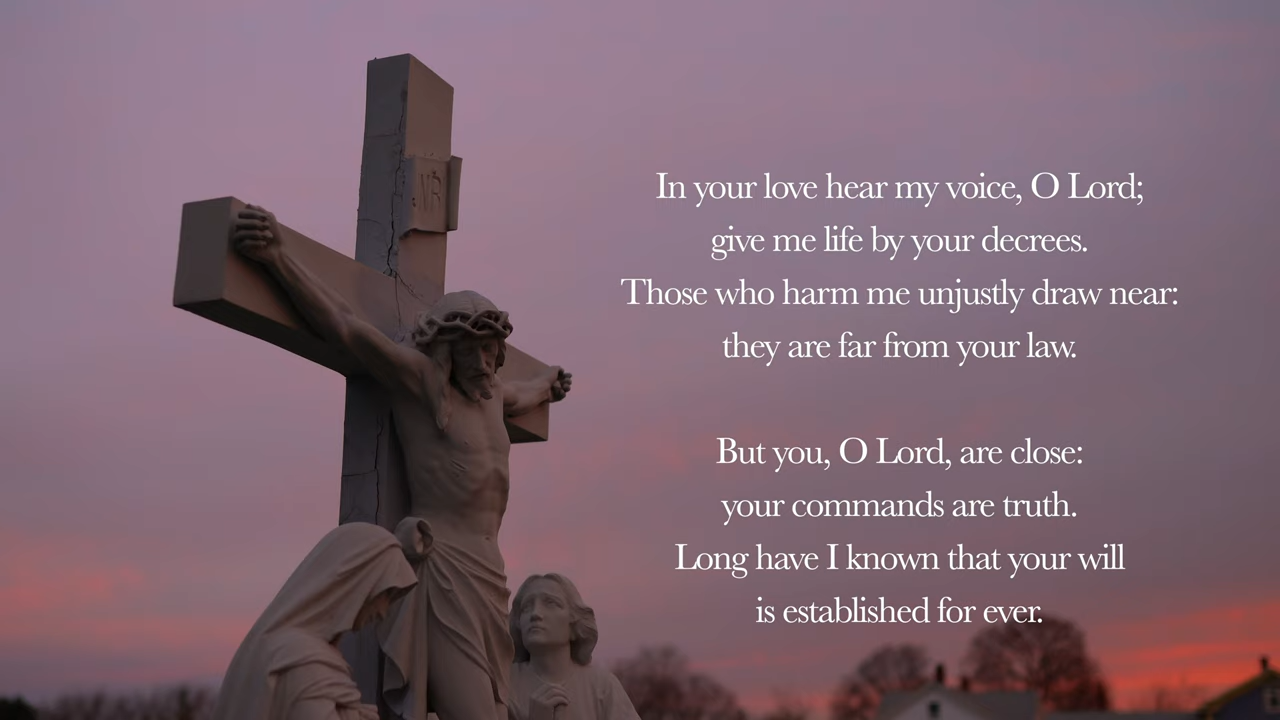 In your love hear my voice, O Lord;
give me life by your decrees.
Those who harm me unjustly draw near:
they are far from your law.
But you, O Lord, are close:
your commands are truth.
Long have I known that your will
is established for ever.